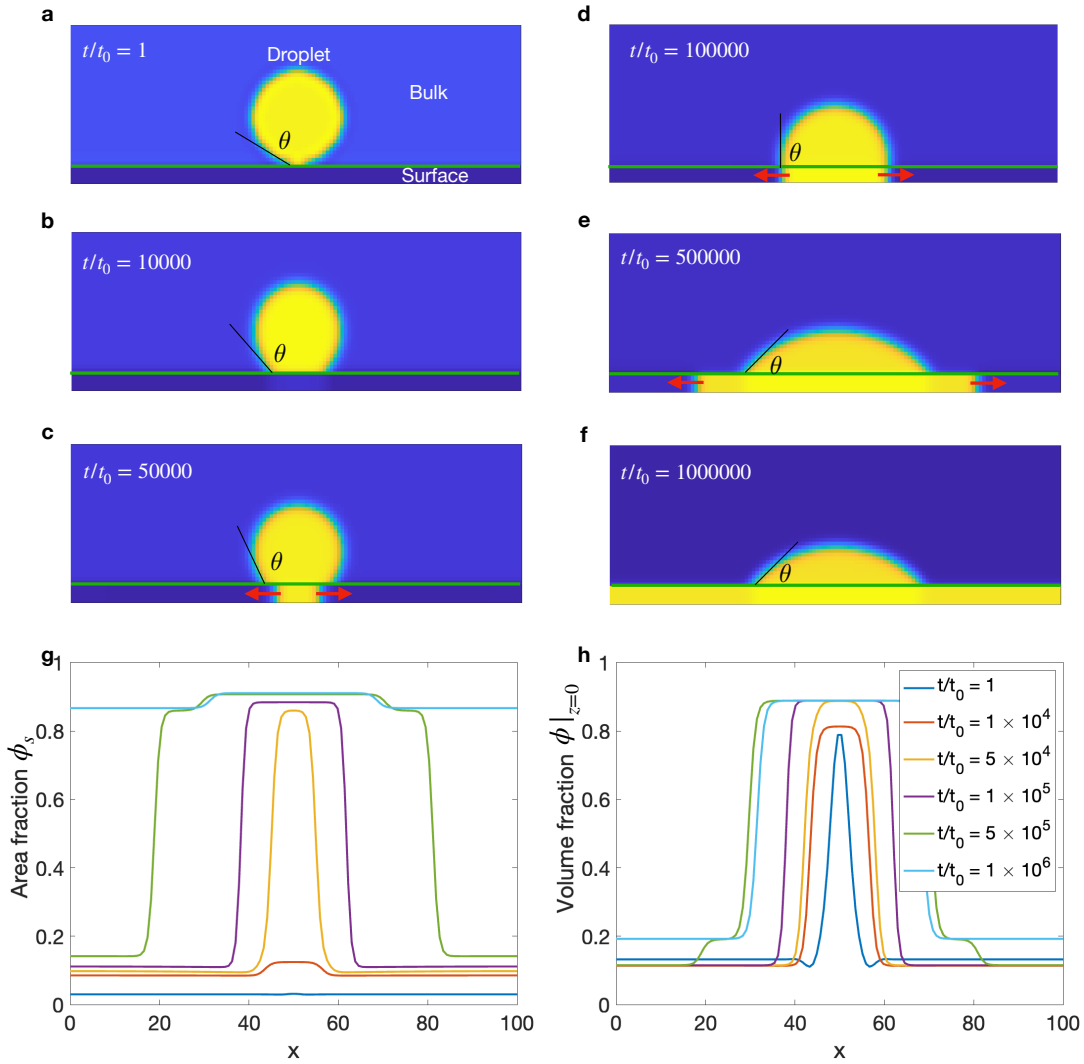 a
t/t₀ = 1
Droplet
Bulk
θ
Surface
b
t/t₀ = 10000
θ
c
t/t₀ = 50000
θ
d
t/t₀ = 100000
θ
e
t/t₀ = 500000
θ
f
t/t₀ = 1000000
θ
g
Area fraction ϕₛ
1
0.8
0.6
0.4
0.2
0
0 20 40 60 80 100
x
h
Volume fraction ϕ|z=0
1
0.8
0.6
0.4
0.2
0
0 20 40 60 80 100
x
t/t₀ = 1
t/t₀ = 1 × 10⁴
t/t₀ = 5 × 10⁴
t/t₀ = 1 × 10⁵
t/t₀ = 5 × 10⁵
t/t₀ = 1 × 10⁶